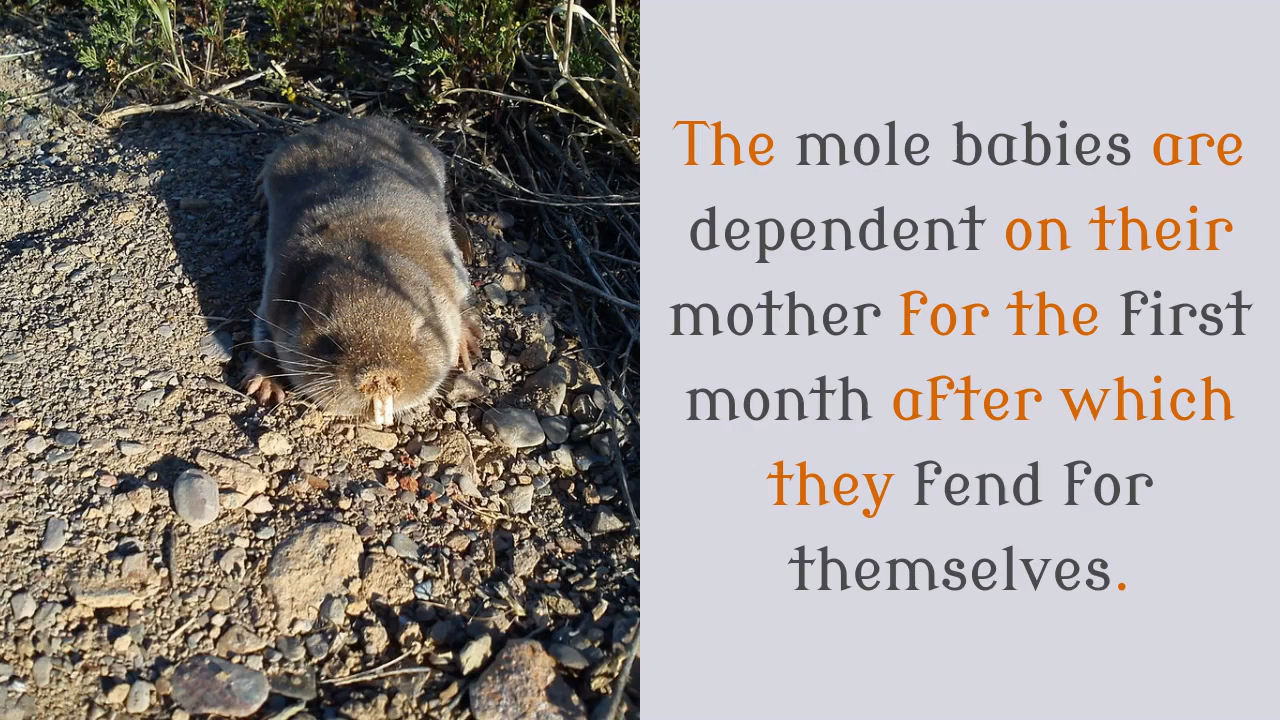 The mole babies are
dependent on their
mother for the first
month after which
they fend for
themselves.